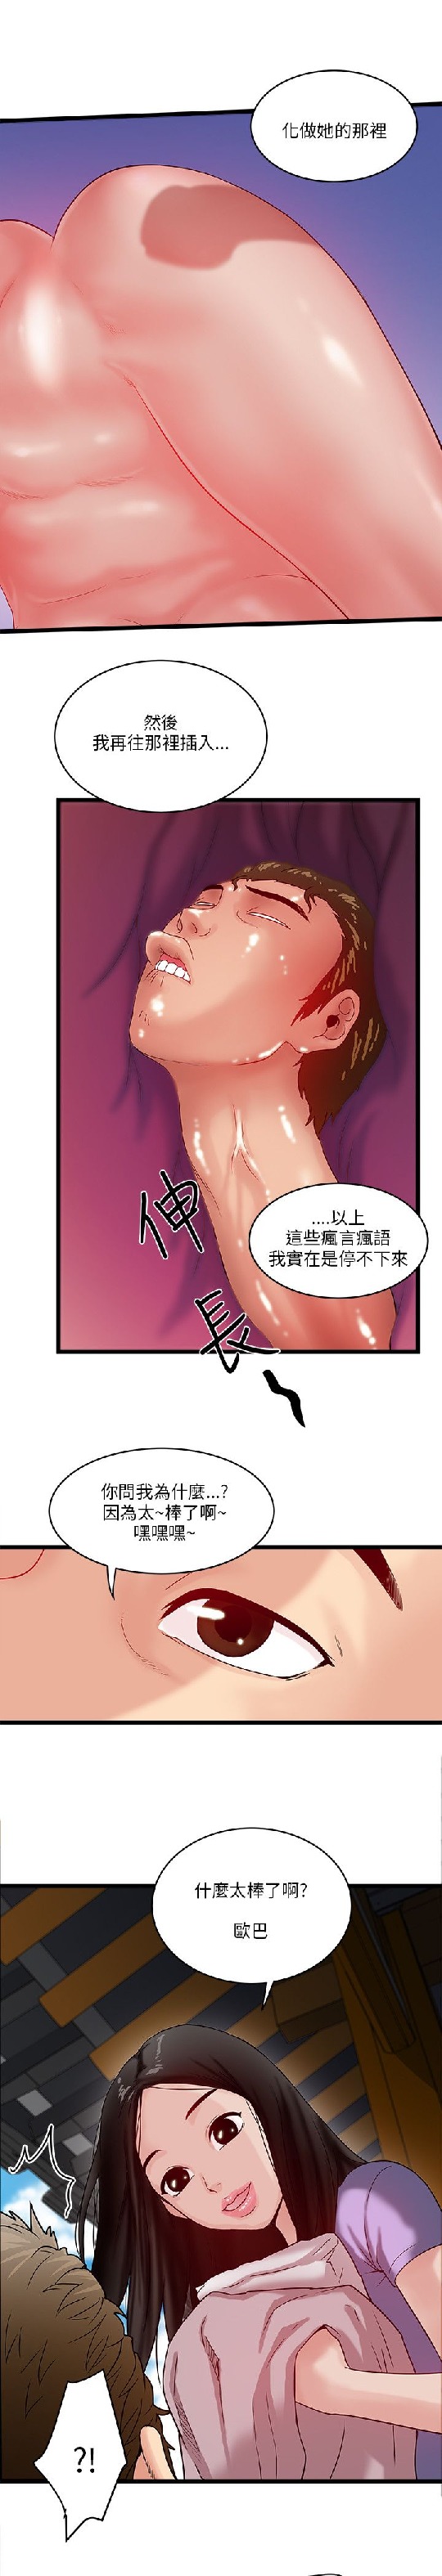 化做她的那裡
然後
我再往那裡插入...
伸
長
....以上
這些瘋言瘋語
我實在是停不下來
你問我為什麼...?
因為太~棒了啊~
嘿嘿嘿~
什麼太棒了啊?
歐巴
?!